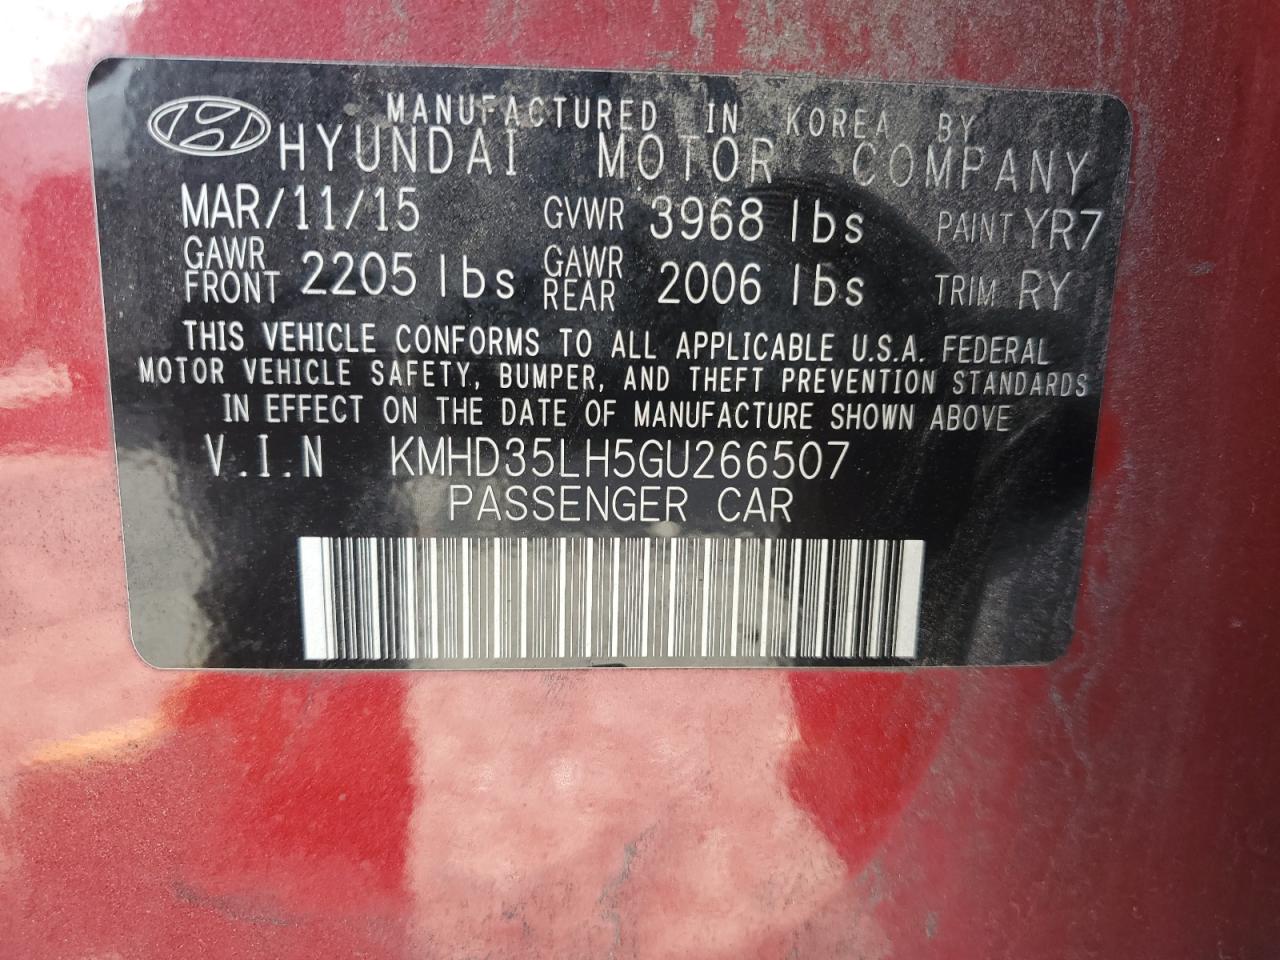 MANUFACTURED IN KOREA BY
HYUNDAI MOTOR COMPANY
MAR/11/15 GVWR 3968 lbs PAINT YR7
GAWR FRONT 2205 lbs GAWR REAR 2006 lbs TRIM RY
THIS VEHICLE CONFORMS TO ALL APPLICABLE U.S.A. FEDERAL
MOTOR VEHICLE SAFETY, BUMPER, AND THEFT PREVENTION STANDARDS
IN EFFECT ON THE DATE OF MANUFACTURE SHOWN ABOVE
V.I.N KMHD35LH5GU266507
PASSENGER CAR